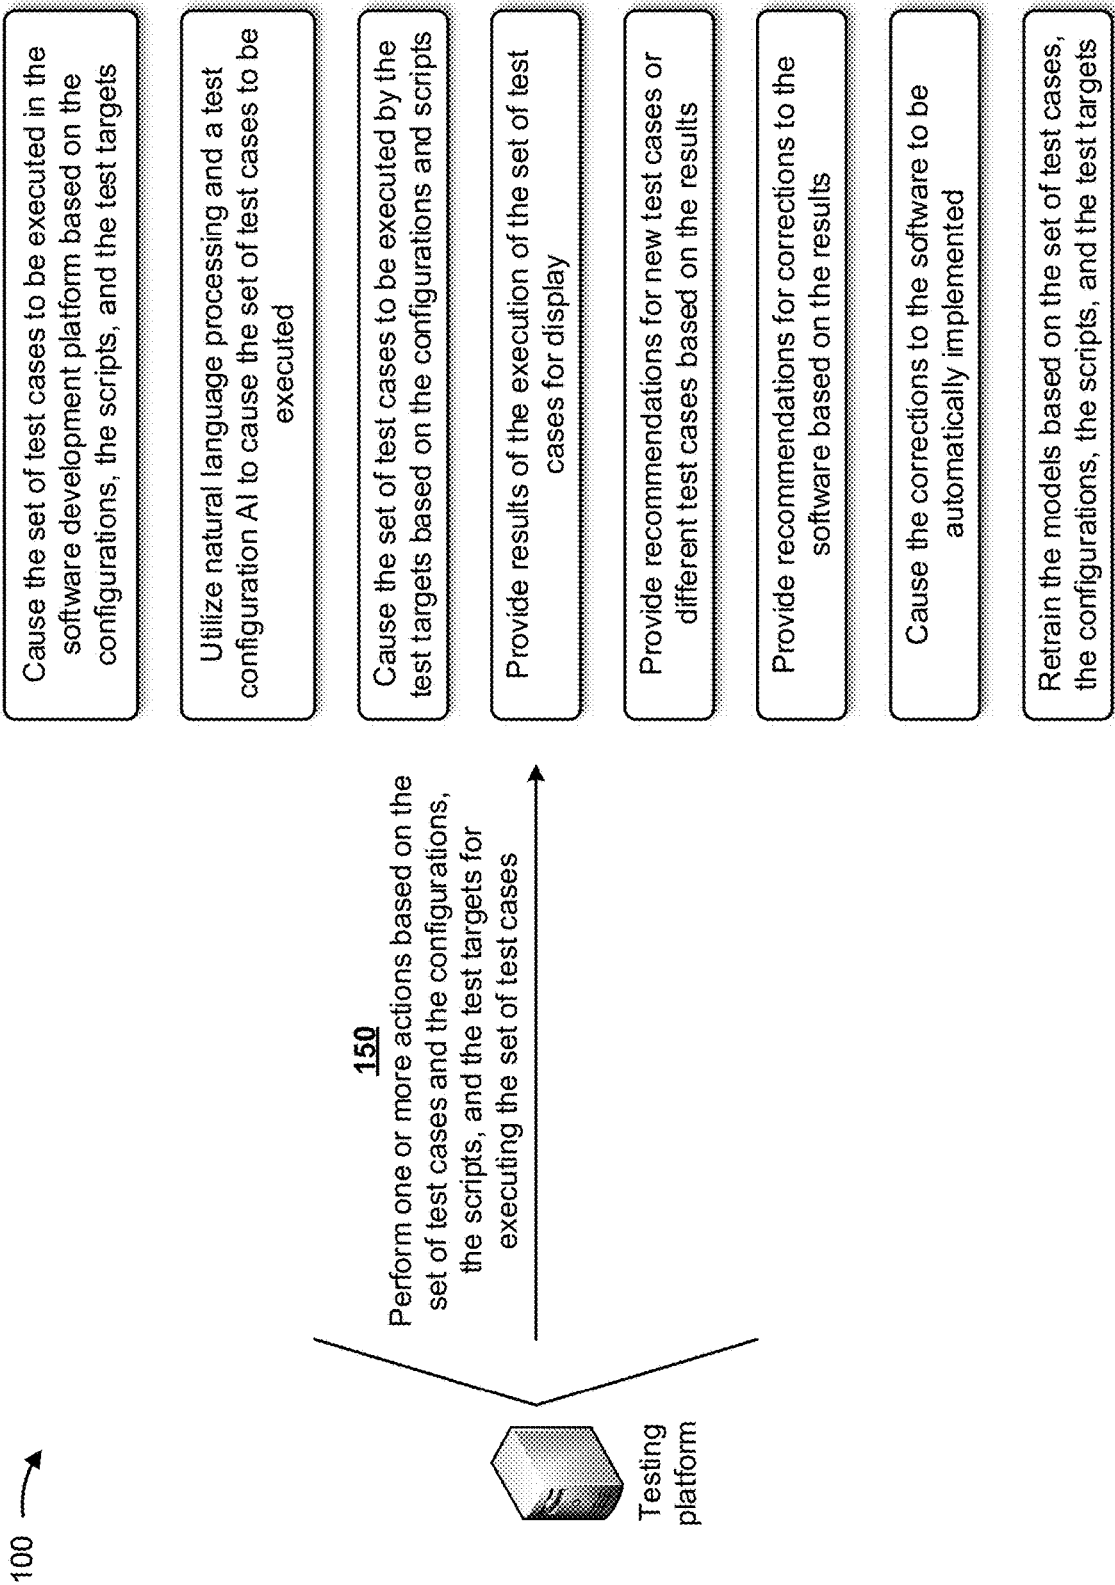 100
Testing
platform
150
Perform one or more actions based on the
set of test cases and the configurations,
the scripts, and the test targets for
executing the set of test cases
Cause the set of test cases to be executed in the
software development platform based on the
configurations, the scripts, and the test targets
Utilize natural language processing and a test
configuration AI to cause the set of test cases to be
executed
Cause the set of test cases to be executed by the
test targets based on the configurations and scripts
Provide results of the execution of the set of test
cases for display
Provide recommendations for new test cases or
different test cases based on the results
Provide recommendations for corrections to the
software based on the results
Cause the corrections to the software to be
automatically implemented
Retrain the models based on the set of test cases,
the configurations, the scripts, and the test targets